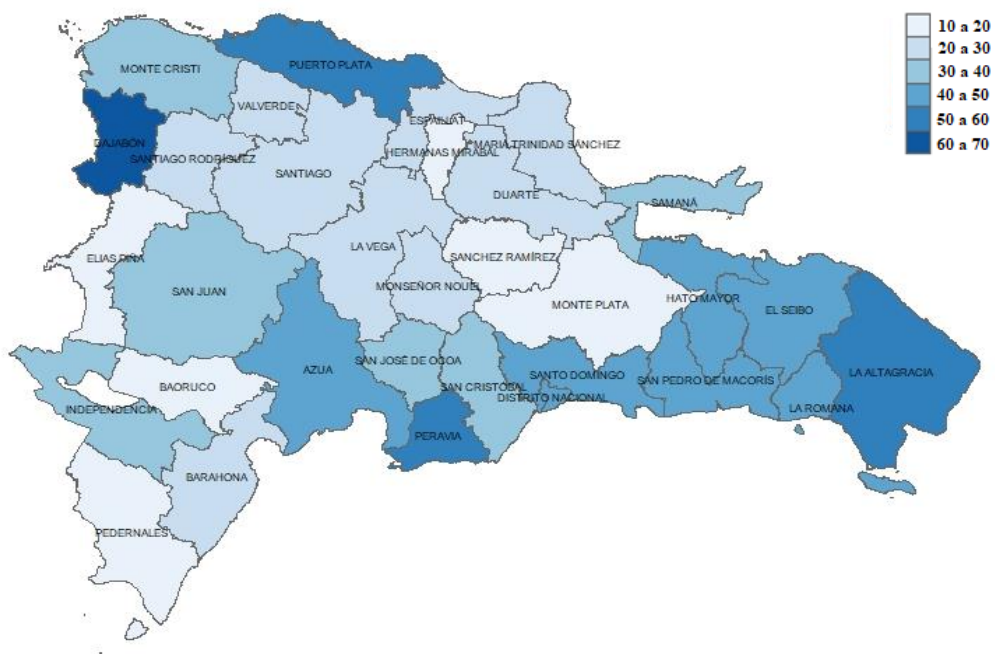 10 a 20
20 a 30
30 a 40
40 a 50
50 a 60
60 a 70
PUERTO PLATA
MONTE CRISTI
VALVERDE
ESPAILLAT
DAJABÓN
MARÍA TRINIDAD SÁNCHEZ
HERMANAS MIRABAL
SANTIAGO RODRÍGUEZ
SANTIAGO
DUARTE
SAMANÁ
LA VEGA
SANCHEZ RAMÍREZ
ELIAS PIÑA
SAN JUAN
MONSEÑOR NOUEL
MONTE PLATA
HATO MAYOR
EL SEIBO
SAN JOSÉ DE OCOA
AZUA
SANTO DOMINGO
LA ALTAGRACIA
SAN PEDRO DE MACORÍS
BAORUCO
SAN CRISTOBAL
DISTRITO NACIONAL
INDEPENDENCIA
LA ROMANA
PERAVIA
BARAHONA
PEDERNALES